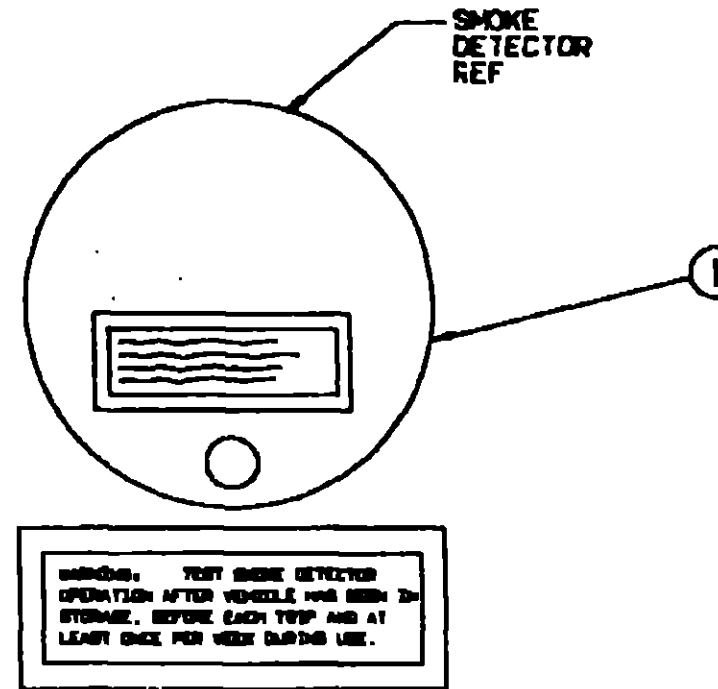 SMOKE
DETECTOR
REF
1
WARNING: TEST SMOKE DETECTOR
OPERATION AFTER VEHICLE HAS BEEN IN
STORAGE, BEFORE EACH TRIP AND AT
LEAST ONCE PER WEEK DURING USE.